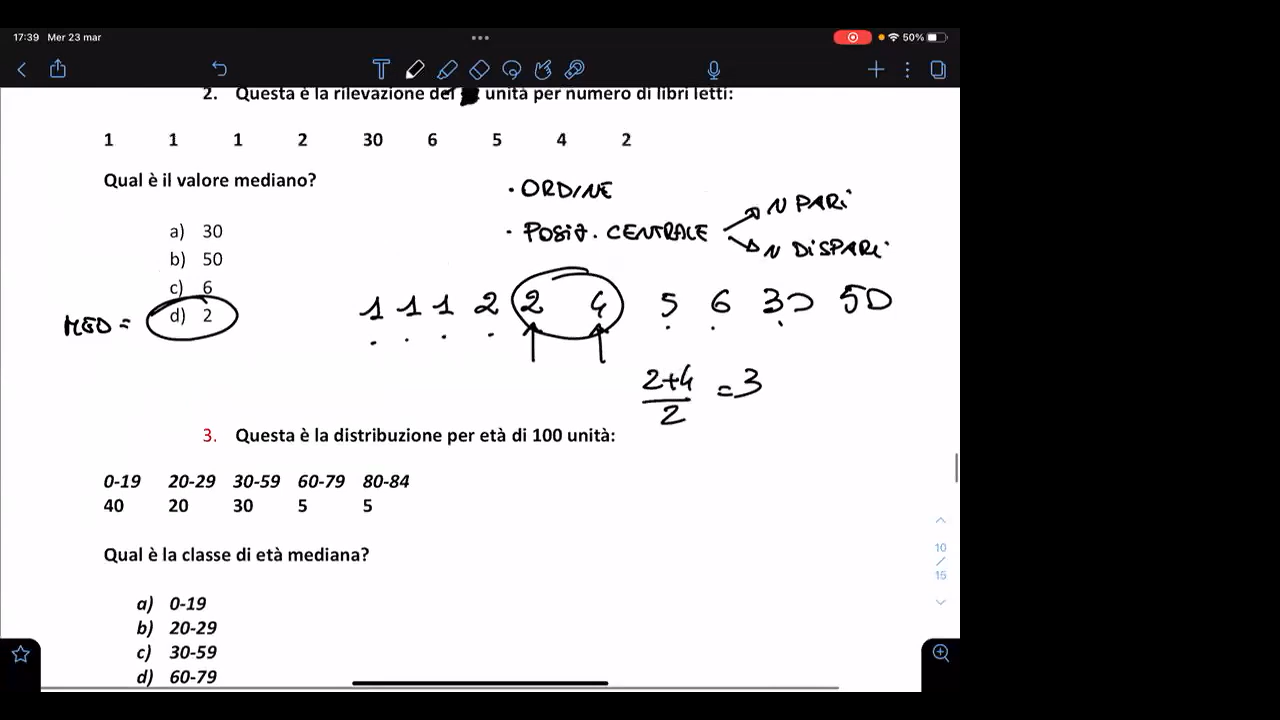 17:39 Mer 23 mar
50%
2. Questa è la rilevazione del unità per numero di libri letti:
1 1 1 2 30 6 5 4 2
Qual è il valore mediano?
· ORDINE
· POSIZ. CENTRALE
N PARI
N DISPARI
a) 30
b) 50
c) 6
MED = d) 2
1 1 1 2 2 4 5 6 30 50
2+4
2
=3
3. Questa è la distribuzione per età di 100 unità:
0-19 20-29 30-59 60-79 80-84
40 20 30 5 5
Qual è la classe di età mediana?
a) 0-19
b) 20-29
c) 30-59
d) 60-79
10
/
15